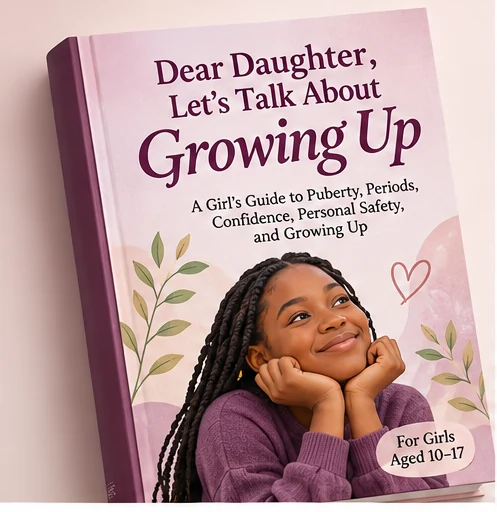 Dear Daughter,
Let's Talk About
Growing Up
A Girl's Guide to Puberty, Periods,
Confidence, Personal Safety,
and Growing Up
For Girls
Aged 10–17